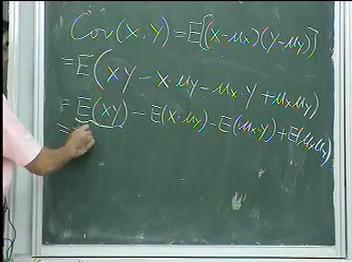 Cov(X.Y) = E[(X-μx)(Y-μy)]
= E(XY - X·μy - μx·Y + μxμy)
= E(XY) - E(X·μy) - E(μx·Y) + E(μxμy)
=